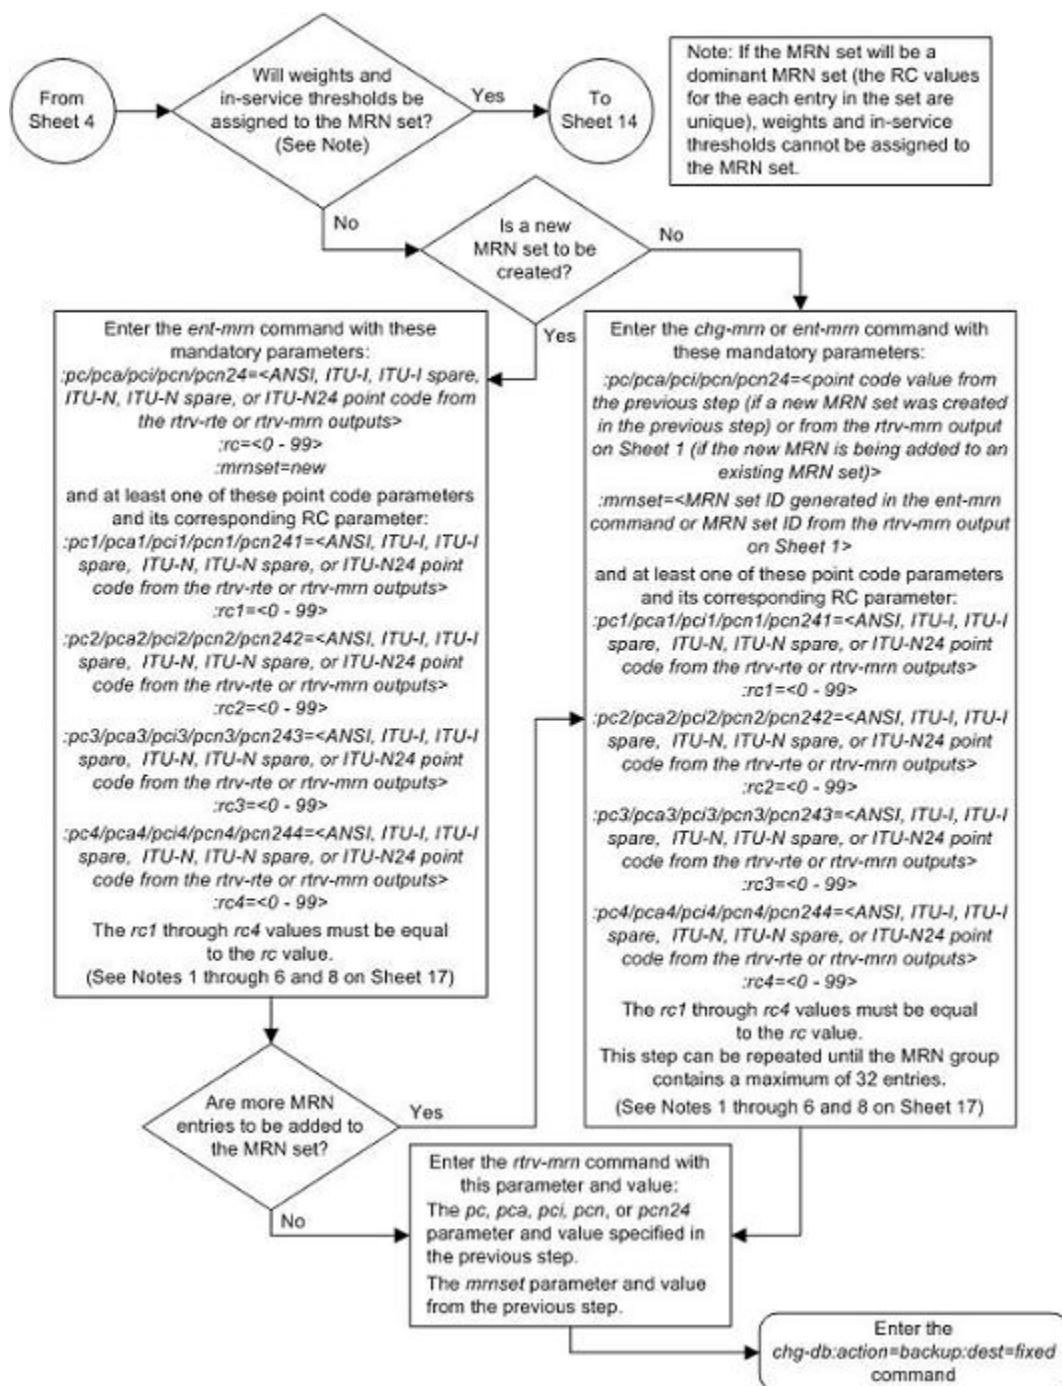 From
Sheet 4
Will weights and
in-service thresholds be
assigned to the MRN set?
(See Note)
Yes
To
Sheet 14
Note: If the MRN set will be a
dominant MRN set (the RC values
for the each entry in the set are
unique), weights and in-service
thresholds cannot be assigned to
the MRN set.
No
Is a new
MRN set to be
created?
No
Yes
Enter the ent-mrn command with these
mandatory parameters:
:pc/pca/pci/pcn/pcn24=<ANSI, ITU-I, ITU-I spare,
ITU-N, ITU-N spare, or ITU-N24 point code from
the rtrv-rte or rtrv-mrn outputs>
:rc=<0 - 99>
:mrnset=new
and at least one of these point code parameters
and its corresponding RC parameter:
:pc1/pca1/pci1/pcn1/pcn241=<ANSI, ITU-I, ITU-I
spare, ITU-N, ITU-N spare, or ITU-N24 point
code from the rtrv-rte or rtrv-mrn outputs>
:rc1=<0 - 99>
:pc2/pca2/pci2/pcn2/pcn242=<ANSI, ITU-I, ITU-I
spare, ITU-N, ITU-N spare, or ITU-N24 point
code from the rtrv-rte or rtrv-mrn outputs>
:rc2=<0 - 99>
:pc3/pca3/pci3/pcn3/pcn243=<ANSI, ITU-I, ITU-I
spare, ITU-N, ITU-N spare, or ITU-N24 point
code from the rtrv-rte or rtrv-mrn outputs>
:rc3=<0 - 99>
:pc4/pca4/pci4/pcn4/pcn244=<ANSI, ITU-I, ITU-I
spare, ITU-N, ITU-N spare, or ITU-N24 point
code from the rtrv-rte or rtrv-mrn outputs>
:rc4=<0 - 99>
The rc1 through rc4 values must be equal
to the rc value.
(See Notes 1 through 6 and 8 on Sheet 17)
Enter the chg-mrn or ent-mrn command with
these mandatory parameters:
:pc/pca/pci/pcn/pcn24=<point code value from
the previous step (if a new MRN set was created
in the previous step) or from the rtrv-mrn output
on Sheet 1 (if the new MRN is being added to an
existing MRN set)>
:mrnset=<MRN set ID generated in the ent-mrn
command or MRN set ID from the rtrv-mrn output
on Sheet 1>
and at least one of these point code parameters
and its corresponding RC parameter:
:pc1/pca1/pci1/pcn1/pcn241=<ANSI, ITU-I, ITU-I
spare, ITU-N, ITU-N spare, or ITU-N24 point
code from the rtrv-rte or rtrv-mrn outputs>
:rc1=<0 - 99>
:pc2/pca2/pci2/pcn2/pcn242=<ANSI, ITU-I, ITU-I
spare, ITU-N, ITU-N spare, or ITU-N24 point
code from the rtrv-rte or rtrv-mrn outputs>
:rc2=<0 - 99>
:pc3/pca3/pci3/pcn3/pcn243=<ANSI, ITU-I, ITU-I
spare, ITU-N, ITU-N spare, or ITU-N24 point
code from the rtrv-rte or rtrv-mrn outputs>
:rc3=<0 - 99>
:pc4/pca4/pci4/pcn4/pcn244=<ANSI, ITU-I, ITU-I
spare, ITU-N, ITU-N spare, or ITU-N24 point
code from the rtrv-rte or rtrv-mrn outputs>
:rc4=<0 - 99>
The rc1 through rc4 values must be equal
to the rc value.
This step can be repeated until the MRN group
contains a maximum of 32 entries.
(See Notes 1 through 6 and 8 on Sheet 17)
Are more MRN
entries to be added to
the MRN set?
Yes
No
Enter the rtrv-mrn command with
this parameter and value:
The pc, pca, pci, pcn, or pcn24
parameter and value specified in
the previous step.
The mrnset parameter and value
from the previous step.
Enter the
chg-db:action=backup:dest=fixed
command